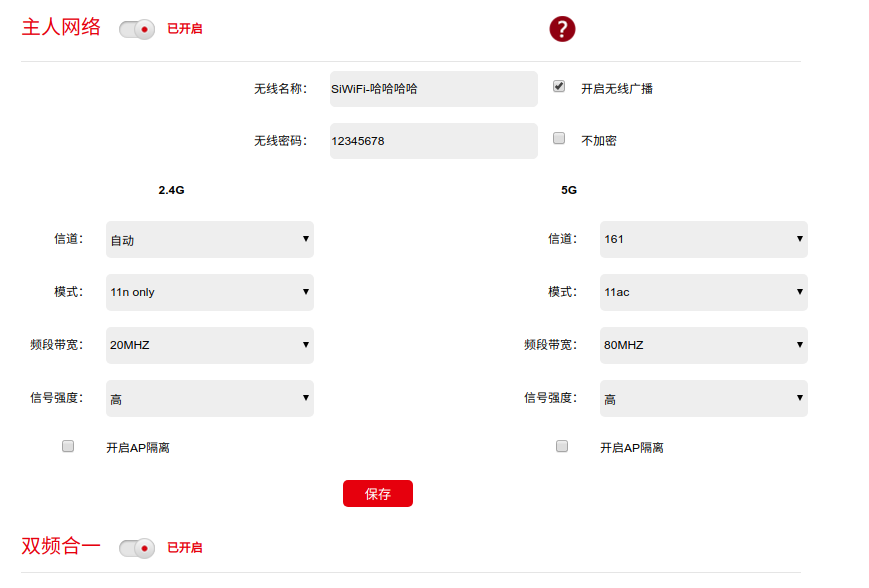 主人网络 已开启 ?
无线名称： SiWiFi-哈哈哈哈 开启无线广播
无线密码： 12345678 不加密
2.4G 5G
信道： 自动 信道： 161
模式： 11n only 模式： 11ac
频段带宽： 20MHZ 频段带宽： 80MHZ
信号强度： 高 信号强度： 高
开启AP隔离 开启AP隔离
保存
双频合一 已开启